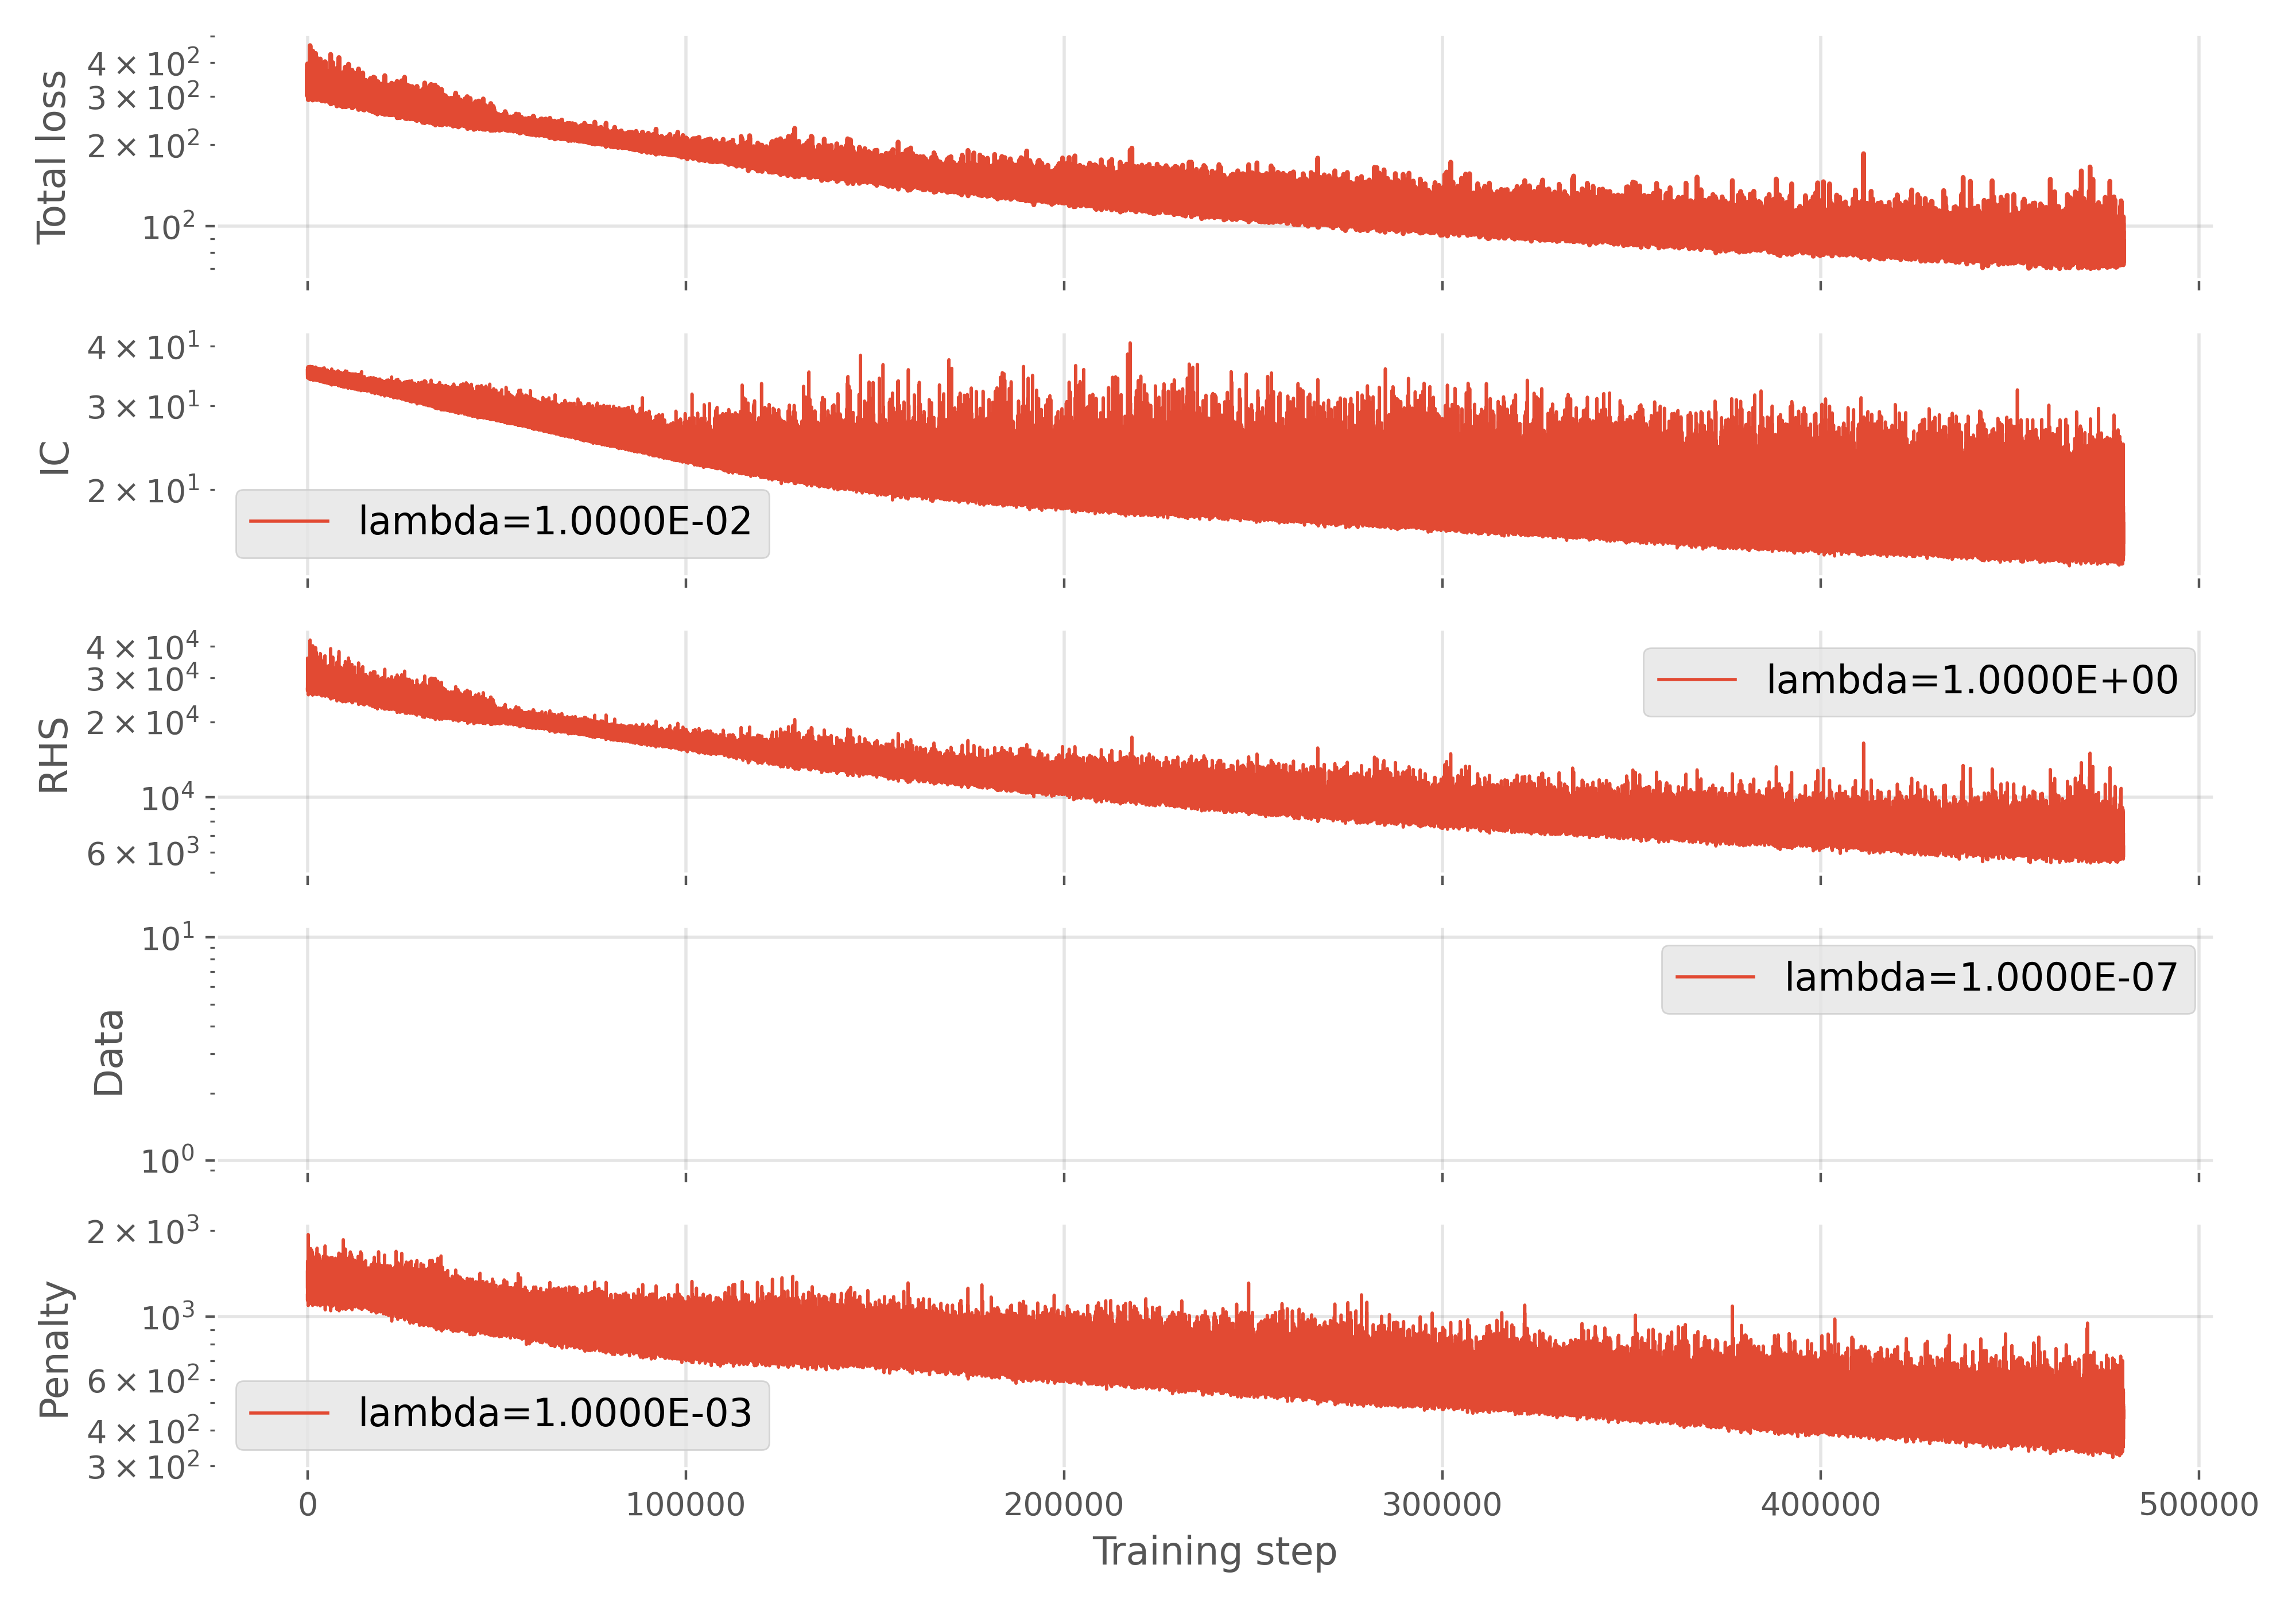 Total loss
4 × 10²
3 × 10²
2 × 10²
10²
IC
4 × 10¹
3 × 10¹
2 × 10¹
lambda=1.0000E-02
RHS
4 × 10⁴
3 × 10⁴
2 × 10⁴
10⁴
6 × 10³
lambda=1.0000E+00
Data
10¹
10⁰
lambda=1.0000E-07
Penalty
2 × 10³
10³
6 × 10²
4 × 10²
3 × 10²
lambda=1.0000E-03
0 100000 200000 300000 400000 500000
Training step